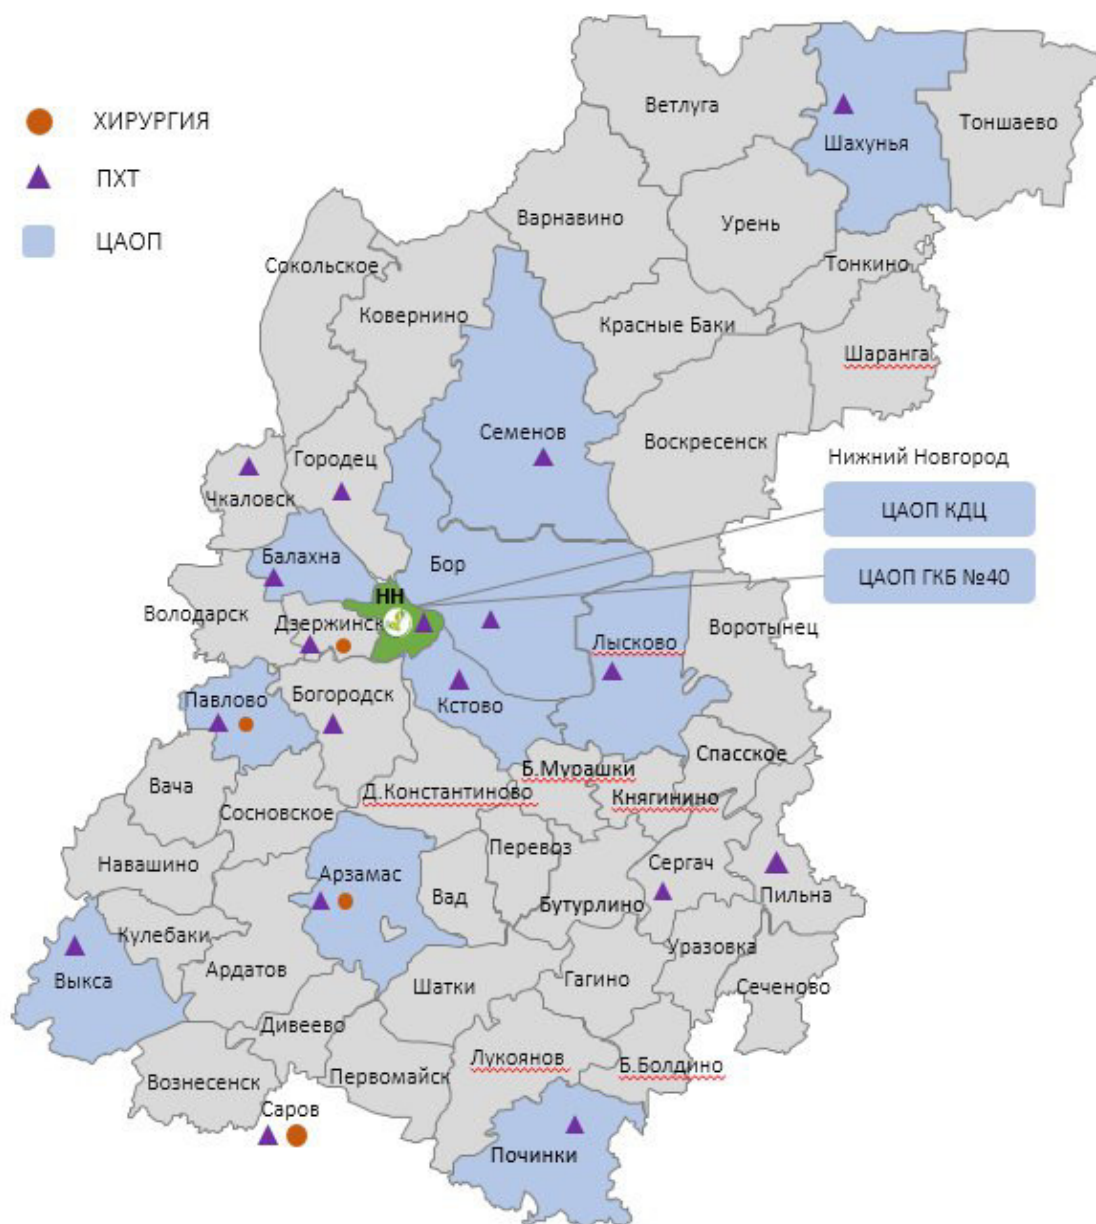 ХИРУРГИЯ
ПХТ
ЦАОП
Ветлуга
Шахунья
Тоншаево
Варнавино
Урень
Тонкино
Сокольское
Ковернино
Красные Баки
Шаранга
Семенов
Воскресенск
Городец
Чкаловск
Нижний Новгород
ЦАОП КДЦ
ЦАОП ГКБ №40
Балахна
Бор
НН
Володарск
Дзержинск
Лысково
Воротынец
Павлово
Богородск
Кстово
Спасское
Б.Мурашки
Вача
Сосновское
Д.Константиново
Княгинино
Навашино
Арзамас
Вад
Перевоз
Сергач
Пильна
Бутурлино
Кулебаки
Уразовка
Выкса
Ардатов
Шатки
Гагино
Сеченово
Дивеево
Вознесенск
Первомайск
Лукоянов
Б.Болдино
Саров
Починки